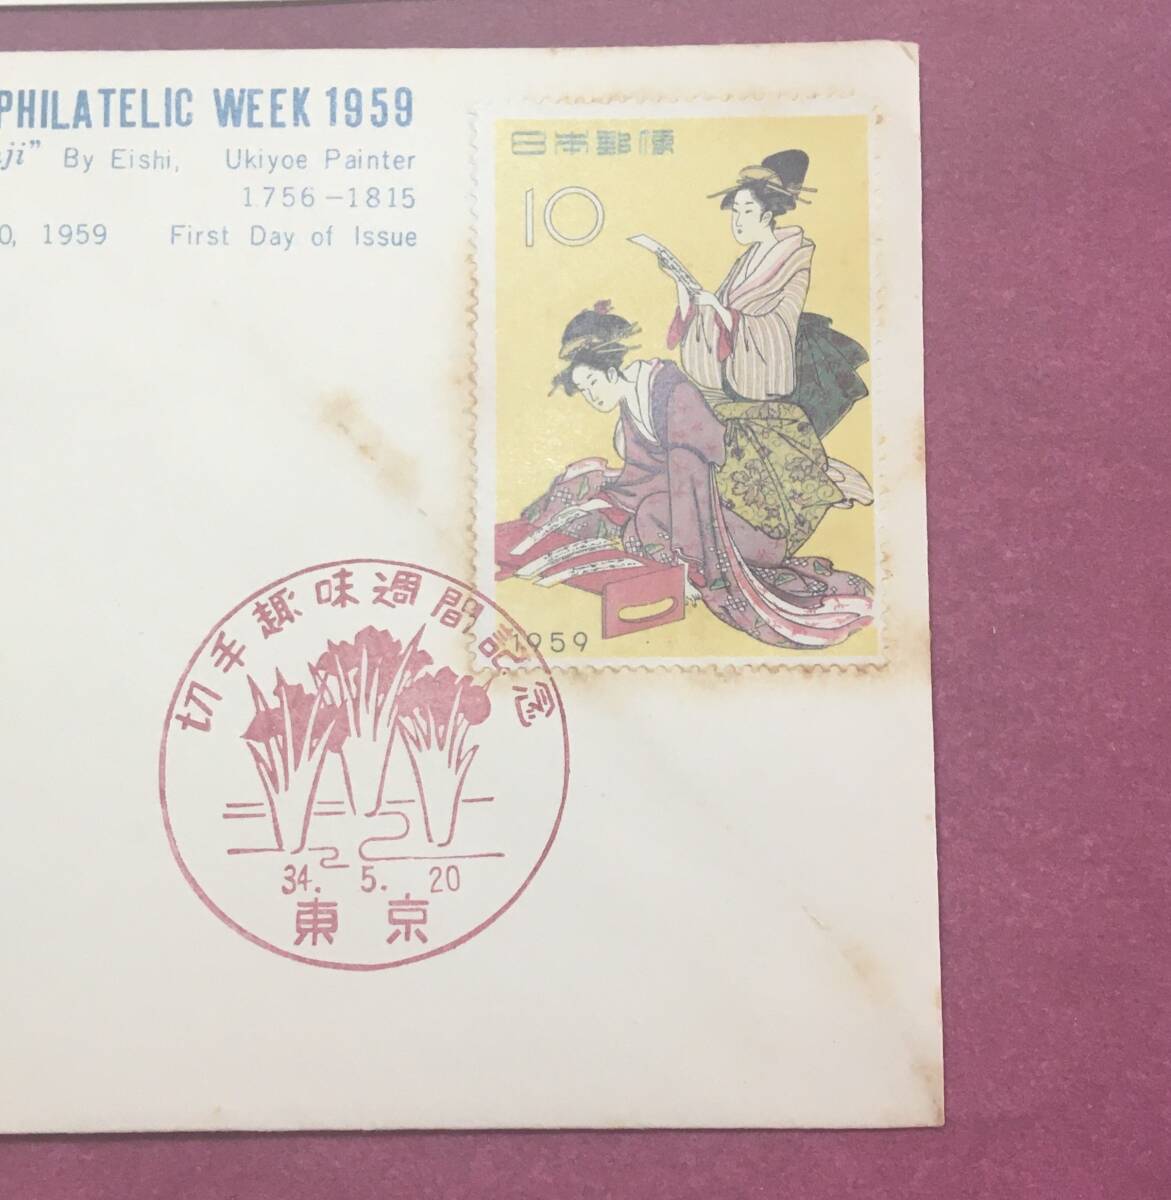 PHILATELIC WEEK 1959
ji" By Eishi, Ukiyoe Painter
1756-1815
0, 1959 First Day of Issue
日本郵便
10
1959
切手趣味週間記念
34. 5. 20
東京